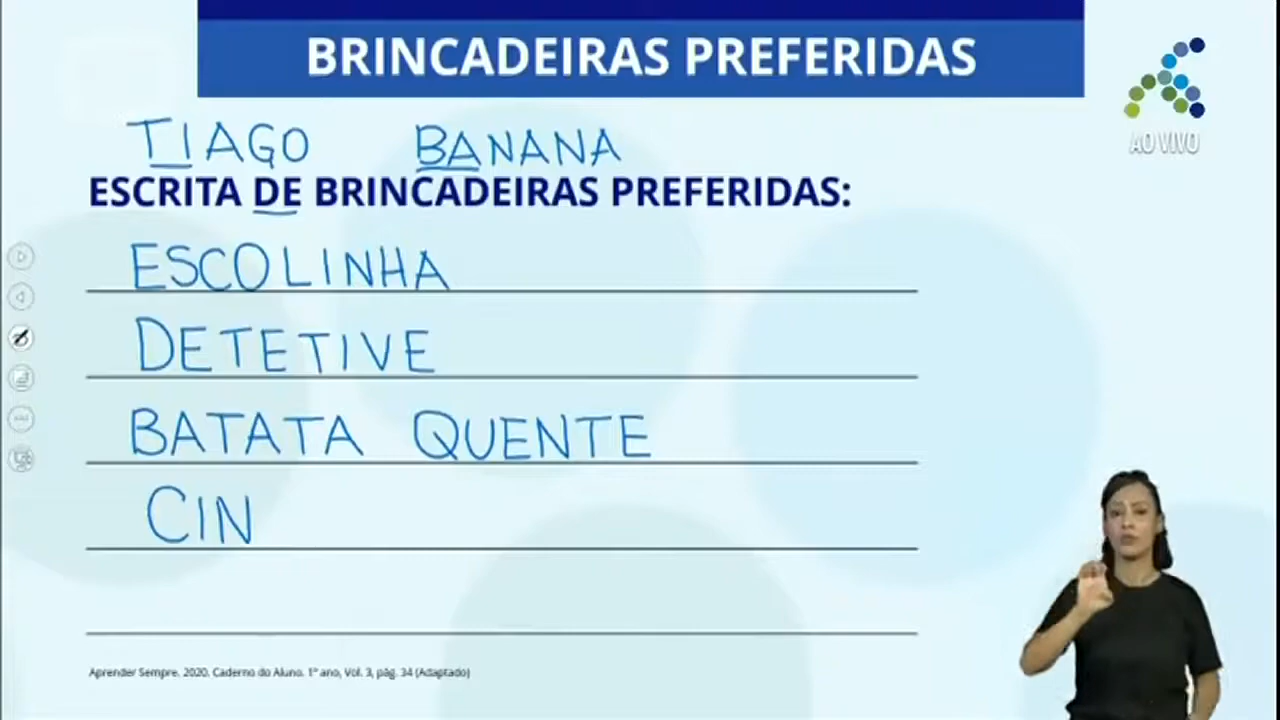 BRINCADEIRAS PREFERIDAS
AO VIVO
TIAGO BANANA
ESCRITA DE BRINCADEIRAS PREFERIDAS:
ESCOLINHA
DETETIVE
BATATA QUENTE
CIN
Aprender Sempre. 2020. Caderno do Aluno. 1º ano, Vol. 3, pág. 34 (Adaptado)